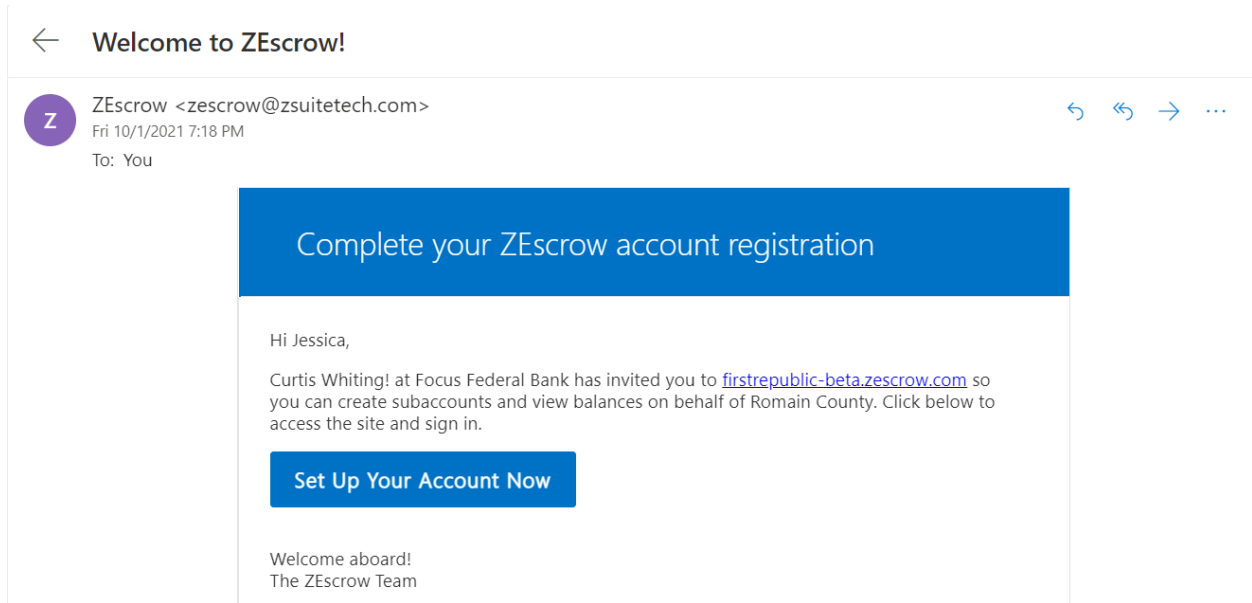 Welcome to ZEscrow!
Z
ZEscrow <zescrow@zsuitetech.com>
Fri 10/1/2021 7:18 PM
To: You
Complete your ZEscrow account registration
Hi Jessica,
Curtis Whiting! at Focus Federal Bank has invited you to firstrepublic-beta.zescrow.com so
you can create subaccounts and view balances on behalf of Romain County. Click below to
access the site and sign in.
Set Up Your Account Now
Welcome aboard!
The ZEscrow Team